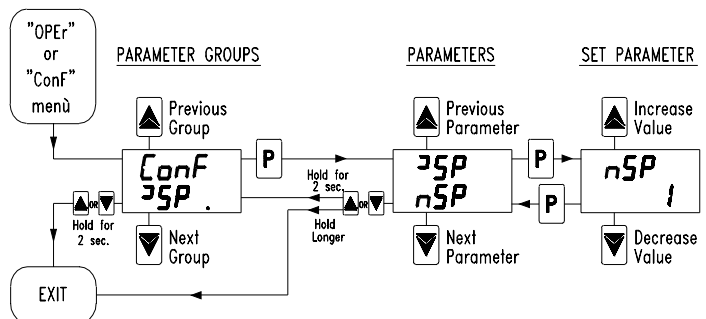 "OPEr"
or
"ConF"
menù
PARAMETER GROUPS
PARAMETERS
SET PARAMETER
Previous
Group
Previous
Parameter
Increase
Value
ConF
P
Hold for
2 sec.
SP
nSP
P
nSP
1
SP.
OR
Hold for
2 sec.
OR
Hold
Longer
P
Next
Group
Next
Parameter
Decrease
Value
EXIT